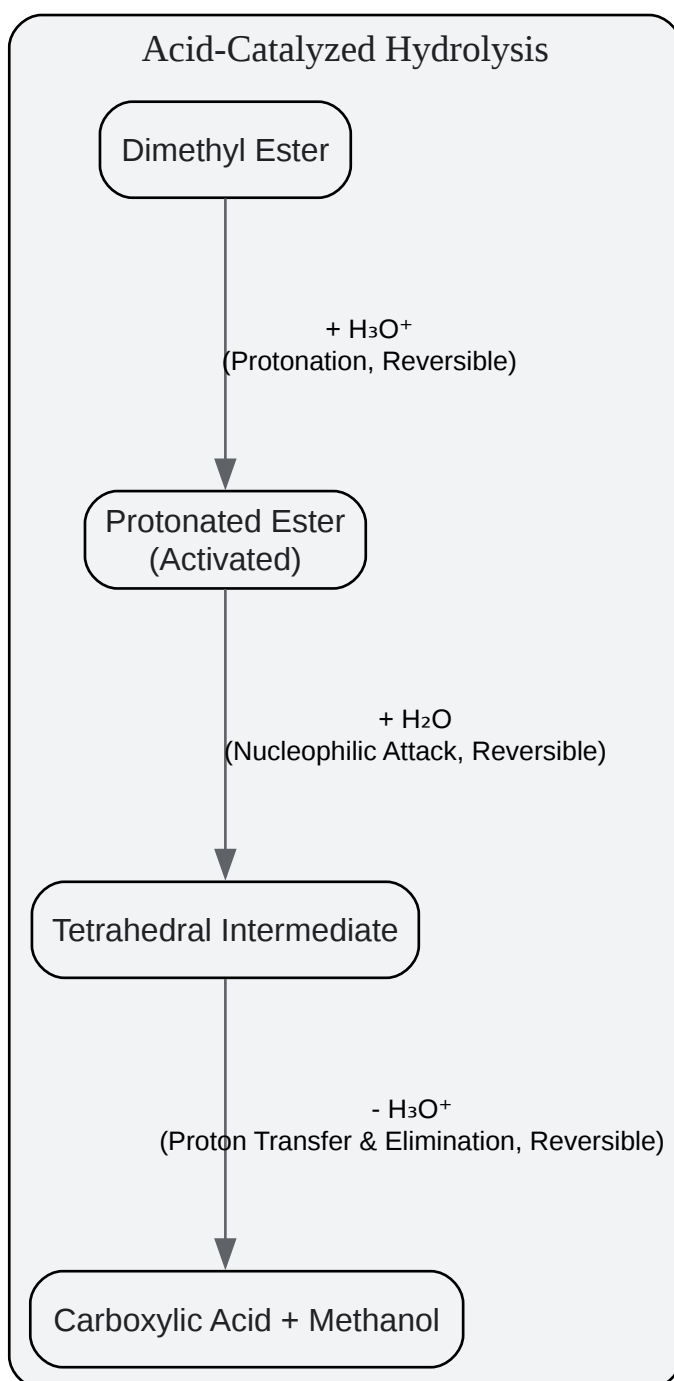 Acid-Catalyzed Hydrolysis
Dimethyl Ester
+ H₃O⁺
(Protonation, Reversible)
Protonated Ester
(Activated)
+ H₂O
(Nucleophilic Attack, Reversible)
Tetrahedral Intermediate
- H₃O⁺
(Proton Transfer & Elimination, Reversible)
Carboxylic Acid + Methanol